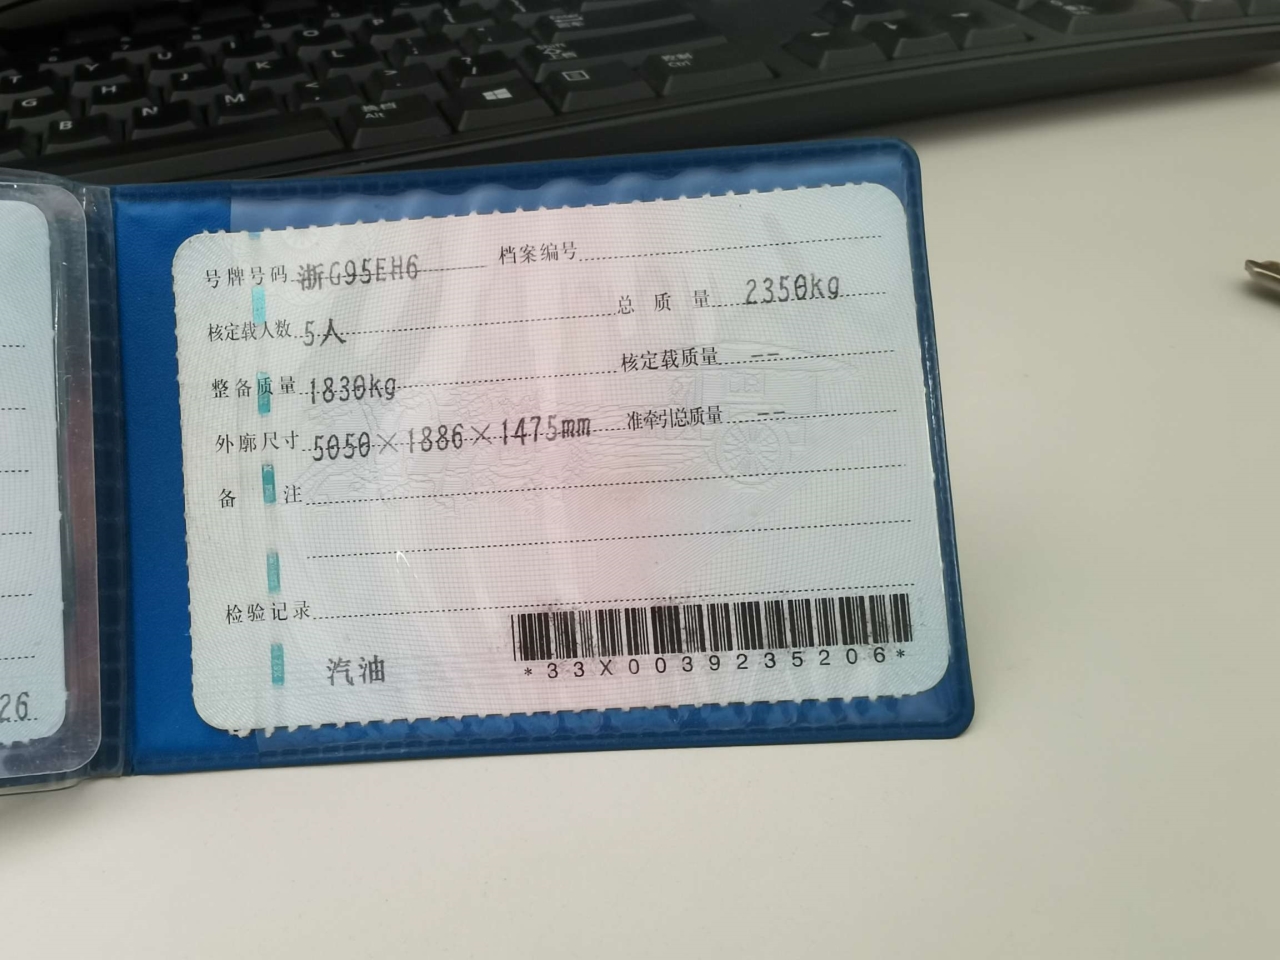 号牌号码 浙G95EH6 档案编号
核定载人数 5人 总质量 2350kg
整备质量 1830kg 核定载质量 --
外廓尺寸 5050×1886×1475mm 准牵引总质量 --
备注
检验记录
汽油
*33X0039235206*
26
T Y U I O P
G H J K L
B N M
Alt
Ctrl